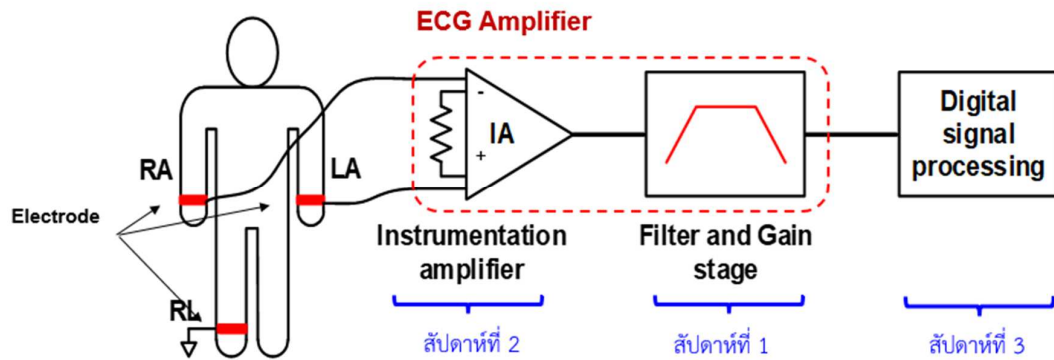 ECG Amplifier
RA
LA
Electrode
RL
-
+
IA
Digital
signal
processing
Instrumentation
amplifier
Filter and Gain
stage
สัปดาห์ที่ 2
สัปดาห์ที่ 1
สัปดาห์ที่ 3